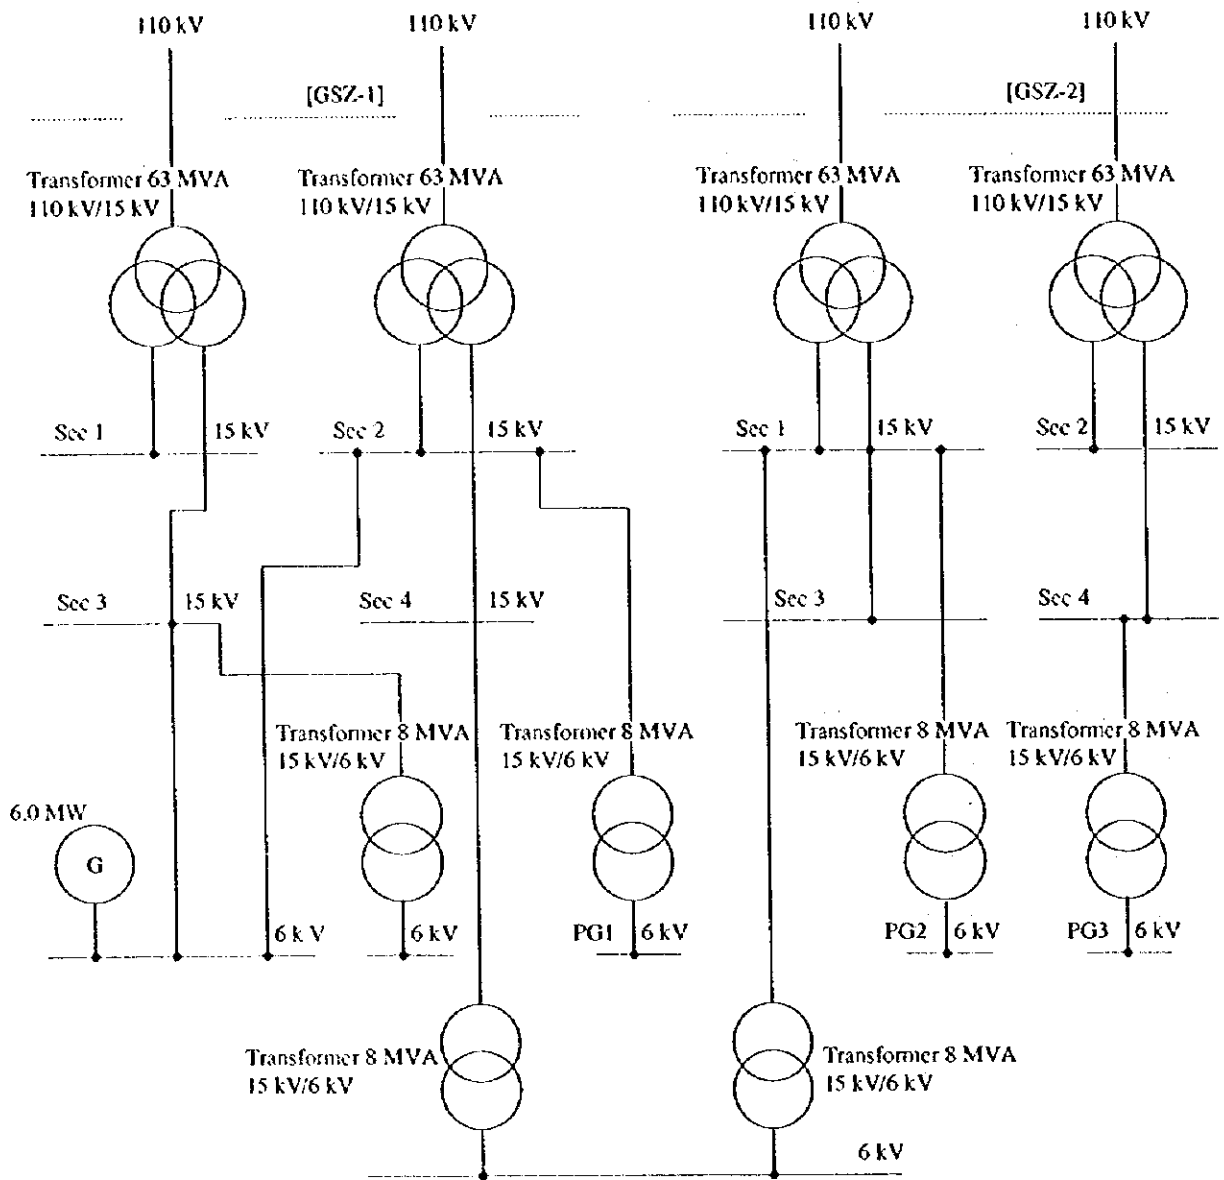 110 kV 110 kV 110 kV 110 kV
[GSZ-1] [GSZ-2]
Transformer 63 MVA
110 kV/15 kV
Transformer 63 MVA
110 kV/15 kV
Transformer 63 MVA
110 kV/15 kV
Transformer 63 MVA
110 kV/15 kV
Sec 1 15 kV Sec 2 15 kV Sec 1 15 kV Sec 2 15 kV
Sec 3 15 kV Sec 4 15 kV Sec 3 Sec 4
Transformer 8 MVA
15 kV/6 kV
Transformer 8 MVA
15 kV/6 kV
Transformer 8 MVA
15 kV/6 kV
Transformer 8 MVA
15 kV/6 kV
6.0 MW
G
6 kV 6 kV PG1 6 kV PG2 6 kV PG3 6 kV
Transformer 8 MVA
15 kV/6 kV
Transformer 8 MVA
15 kV/6 kV
6 kV